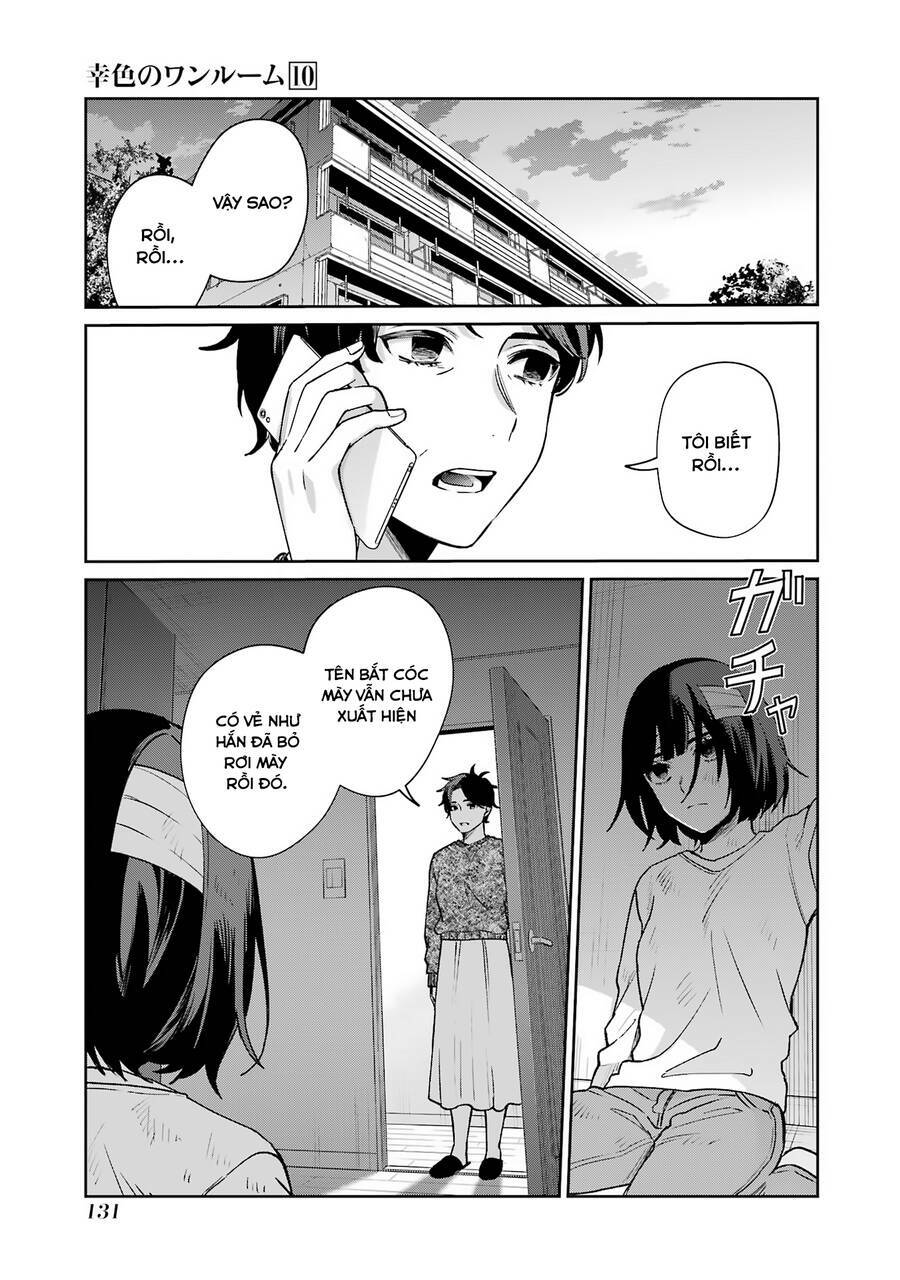 幸色のワンルーム 10
VẬY SAO?
RỒI,
RỒI...
TÔI BIẾT
RỒI...
ガチャ
TÊN BẮT CÓC
MÀY VẪN CHƯA
XUẤT HIỆN
CÓ VẺ NHƯ
HẮN ĐÃ BỎ
RƠI MÀY
RỒI ĐÓ.
131